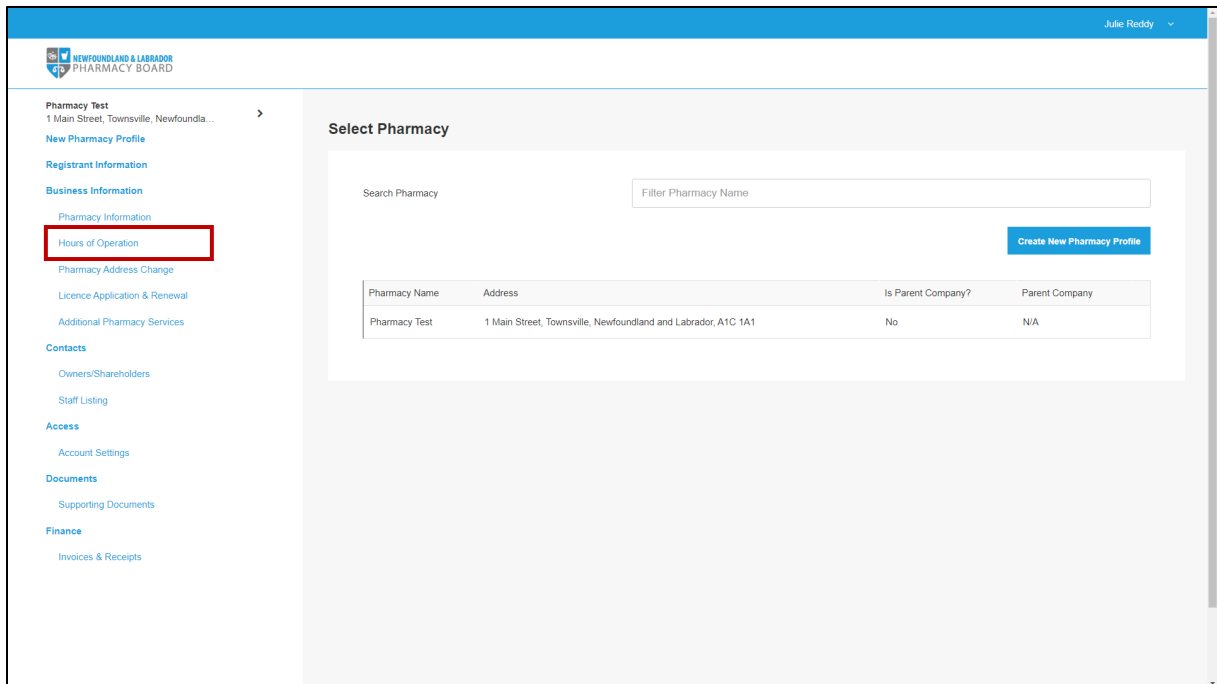 Julie Reddy
NEWFOUNDLAND & LABRADOR
PHARMACY BOARD
Pharmacy Test
1 Main Street, Townsville, Newfoundla...
New Pharmacy Profile
Registrant Information
Business Information
Pharmacy Information
Hours of Operation
Pharmacy Address Change
Licence Application & Renewal
Additional Pharmacy Services
Contacts
Owners/Shareholders
Staff Listing
Access
Account Settings
Documents
Supporting Documents
Finance
Invoices & Receipts
Select Pharmacy
Search Pharmacy Filter Pharmacy Name
Create New Pharmacy Profile
Pharmacy Name Address Is Parent Company? Parent Company
Pharmacy Test 1 Main Street, Townsville, Newfoundland and Labrador, A1C 1A1 No N/A